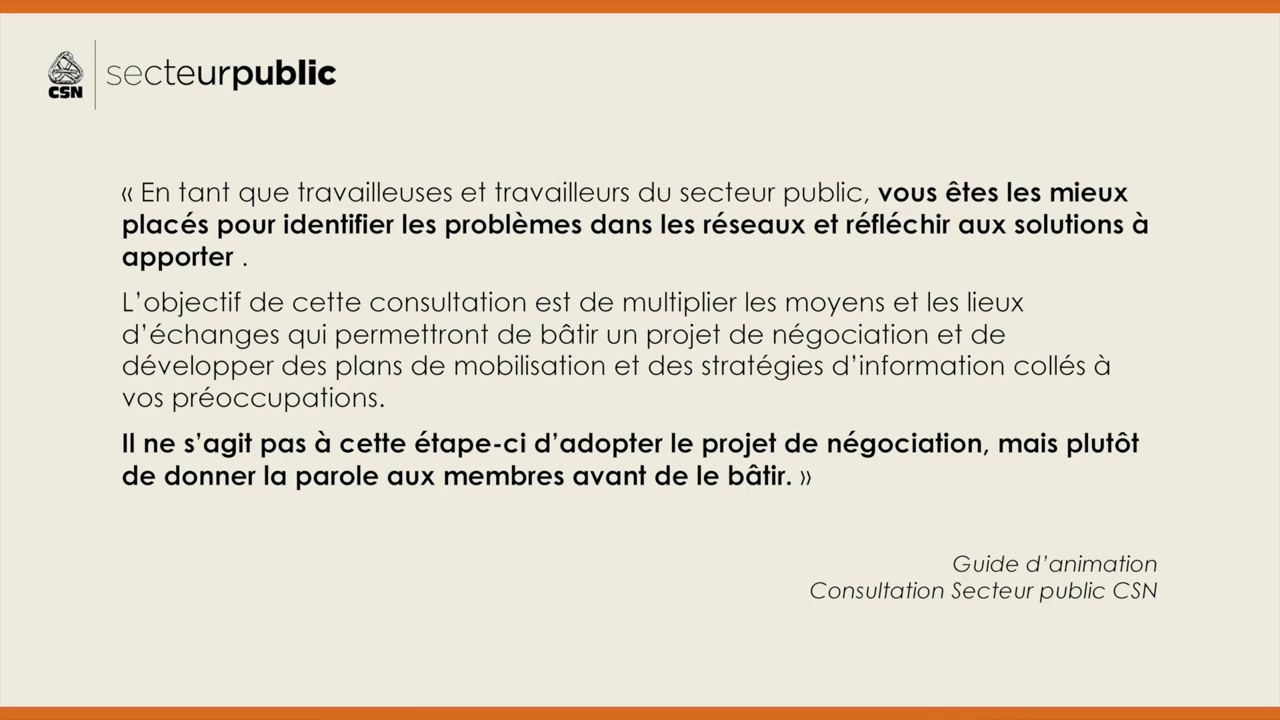 CSN
secteurpublic
« En tant que travailleuses et travailleurs du secteur public, vous êtes les mieux
placés pour identifier les problèmes dans les réseaux et réfléchir aux solutions à
apporter .
L’objectif de cette consultation est de multiplier les moyens et les lieux
d’échanges qui permettront de bâtir un projet de négociation et de
développer des plans de mobilisation et des stratégies d’information collés à
vos préoccupations.
Il ne s’agit pas à cette étape-ci d’adopter le projet de négociation, mais plutôt
de donner la parole aux membres avant de le bâtir. »
Guide d’animation
Consultation Secteur public CSN